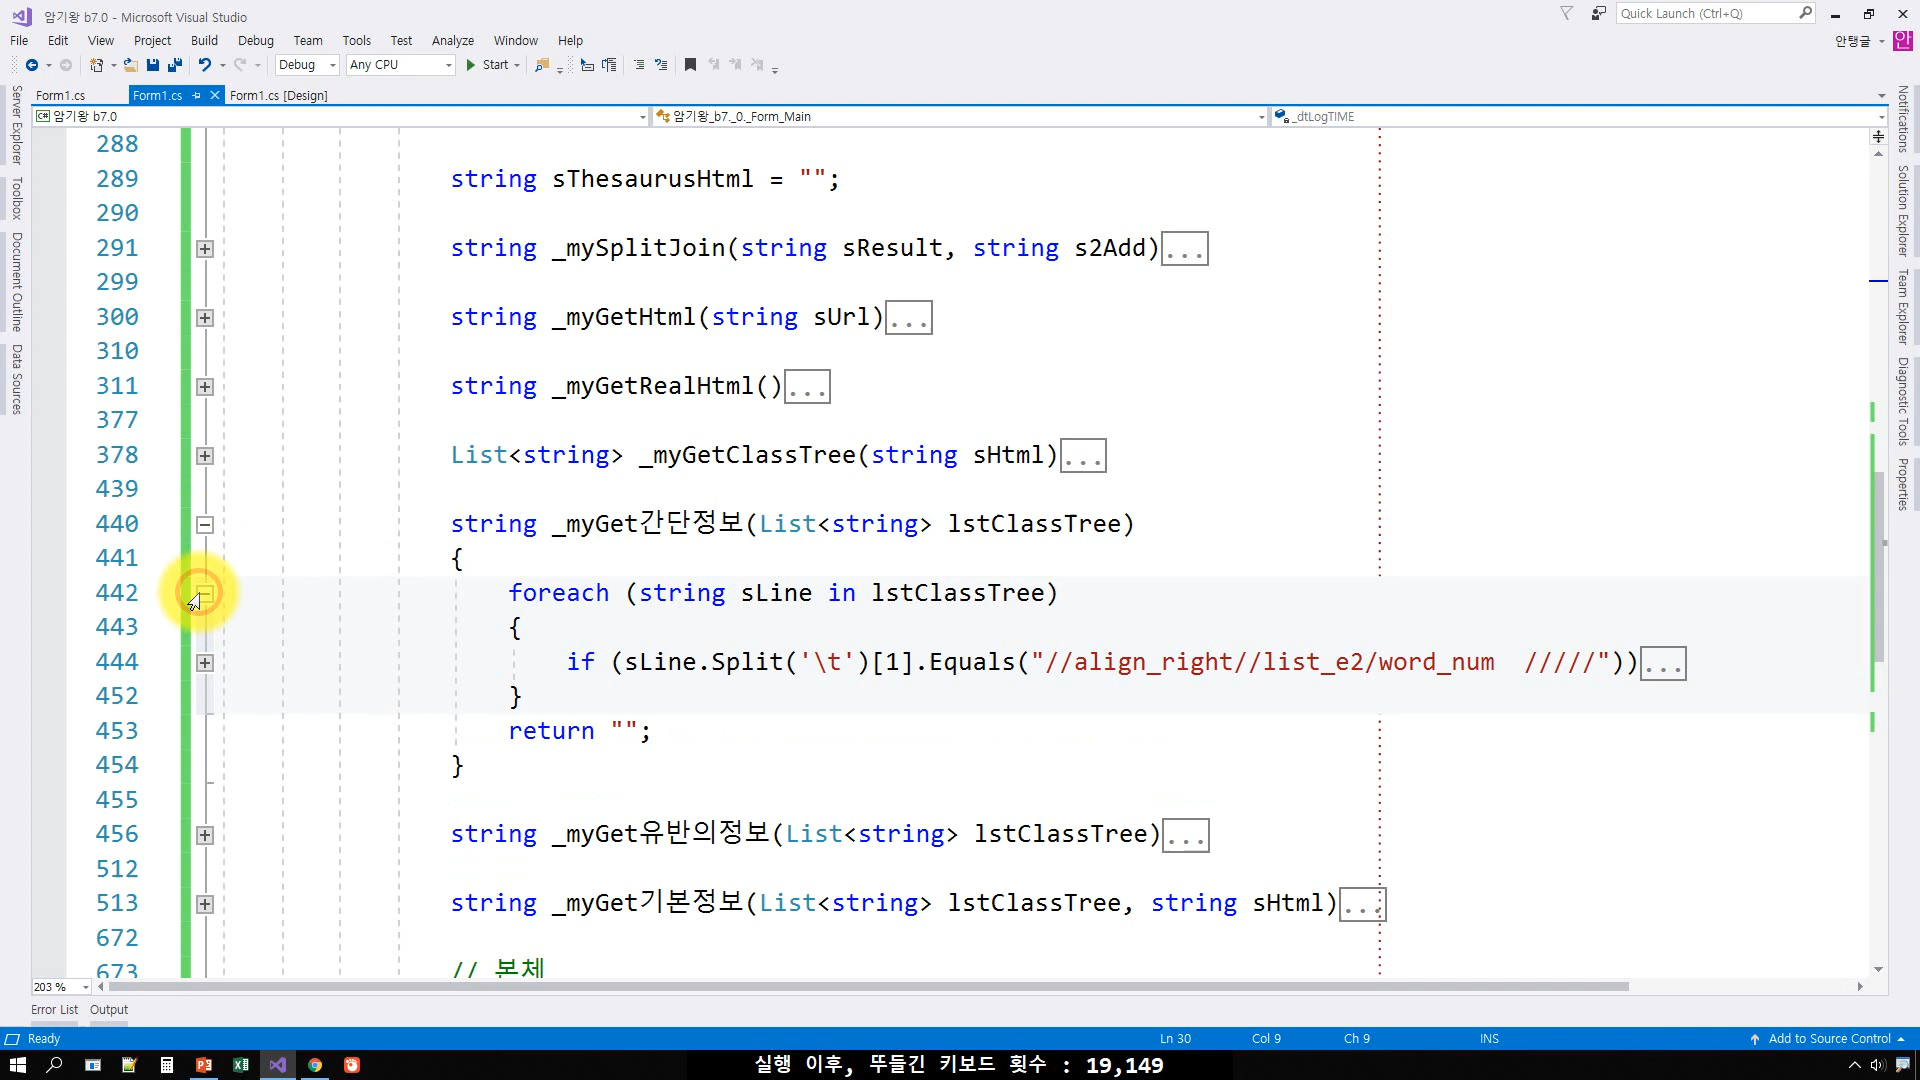 암기왕 b7.0 - Microsoft Visual Studio
Quick Launch (Ctrl+Q)
File Edit View Project Build Debug Team Tools Test Analyze Window Help
안탱글 안
Debug Any CPU Start
Form1.cs Form1.cs Form1.cs [Design]
C# 암기왕 b7.0 암기왕_b7._0._Form_Main _dtLogTIME
Server Explorer
Toolbox
Document Outline
Data Sources
288
289 string sThesaurusHtml = "";
290
291 string _mySplitJoin(string sResult, string s2Add)...
299
300 string _myGetHtml(string sUrl)...
310
311 string _myGetRealHtml()...
377
378 List<string> _myGetClassTree(string sHtml)...
439
440 string _myGet간단정보(List<string> lstClassTree)
441 {
442 foreach (string sLine in lstClassTree)
443 {
444 if (sLine.Split('\t')[1].Equals("//align_right//list_e2/word_num  /////"))...
452 }
453 return "";
454 }
455
456 string _myGet유반의정보(List<string> lstClassTree)...
512
513 string _myGet기본정보(List<string> lstClassTree, string sHtml)...
672
673 // 본체
Notifications
Solution Explorer
Team Explorer
Diagnostic Tools
Properties
203 %
Error List Output
Ready Ln 30 Col 9 Ch 9 INS Add to Source Control
실행 이후, 뚜들긴 키보드 횟수 : 19,149